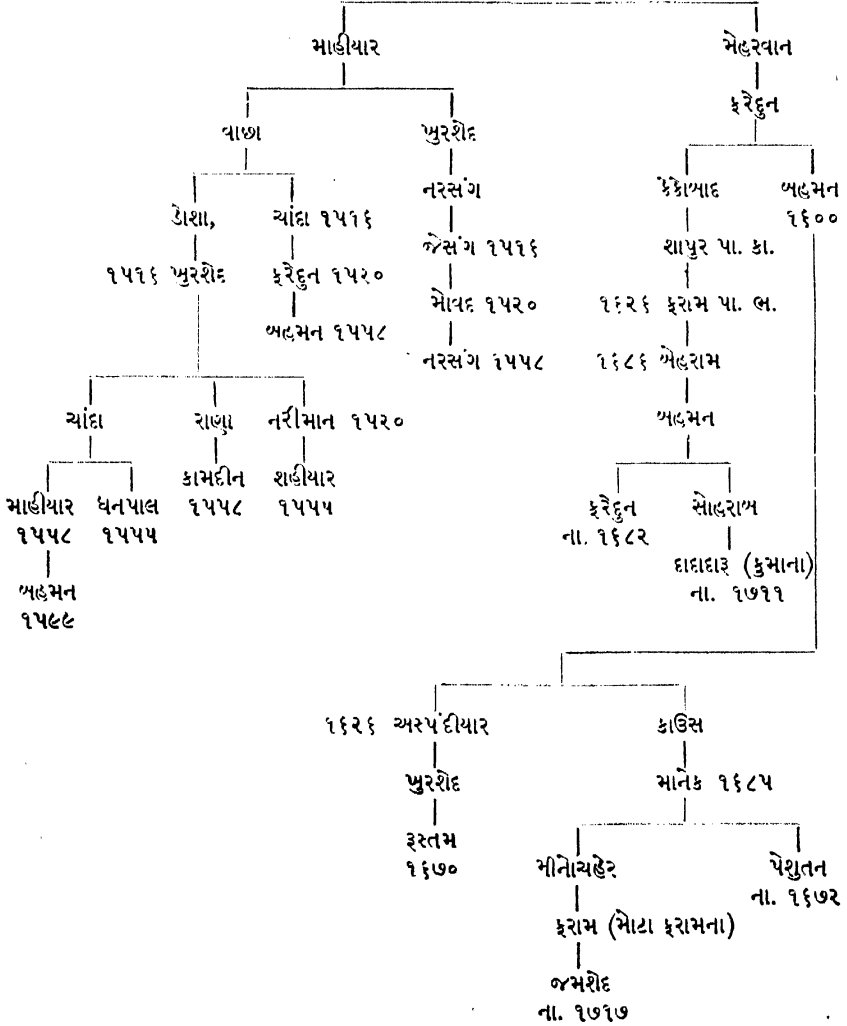 માહીયાર મેહરવાન
ફરેદુન
વાછા ખુરશેદ
નરસંગ કેકોબાદ બહમન
૧૬૦૦
ડોશા, ચાંદા ૧૫૧૬
જેસંગ ૧૫૧૬ શાપુર પા. કા.
૧૫૧૬ ખુરશેદ ફરેદુન ૧૫૨૦
મોબદ ૧૫૨૦ ૧૬૨૬ ફરામ પા. ભ.
બહમન ૧૫૫૮
નરસંગ ૧૫૫૮ ૧૬૮૬ બેહરામ
ચાંદા રાણા નરીમાન ૧૫૨૦ બહમન
કામદીન શહીયાર
માહીયાર ધનપાલ ૧૫૫૮ ૧૫૫૫ ફરેદુન સોહરાબ
૧૫૫૮ ૧૫૫૫ ના. ૧૬૮૨
દાદાદારૂ (કુમાના)
બહમન ના. ૧૭૧૧
૧૫૯૯
૧૬૨૬ અસ્પંદીયાર કાઉસ
ખુરશેદ માનેક ૧૬૮૫
રૂસ્તમ
૧૬૭૦ મીનોચહેર પેશુતન
ના. ૧૬૭૨
ફરામ (મોટા ફરામના)
જમશેદ
ના. ૧૭૧૭